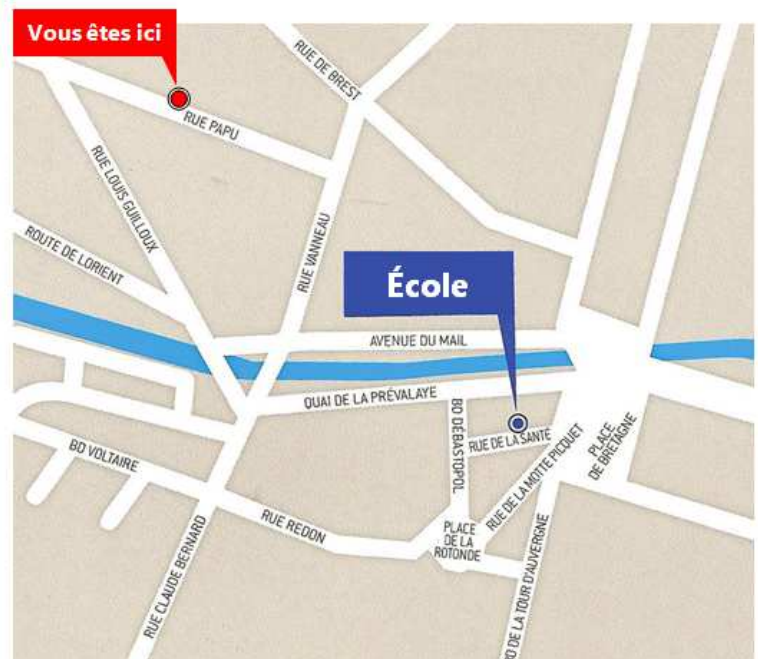 Vous êtes ici
RUE DE BREST
RUE PAPU
RUE LOUIS GUILLOUX
ROUTE DE LORIENT
RUE VANNEAU
École
AVENUE DU MAIL
QUAI DE LA PRÉVALAYE
BD DÉBASTOPOL
RUE DE LA SANTÉ
RUE DE LA MOTTE PICQUET
PLACE
DE BRETAGNE
BD VOLTAIRE
RUE REDON
PLACE
DE LA
ROTONDE
RUE CLAUDE BERNARD
BD DE LA TOUR D'AUVERGNE